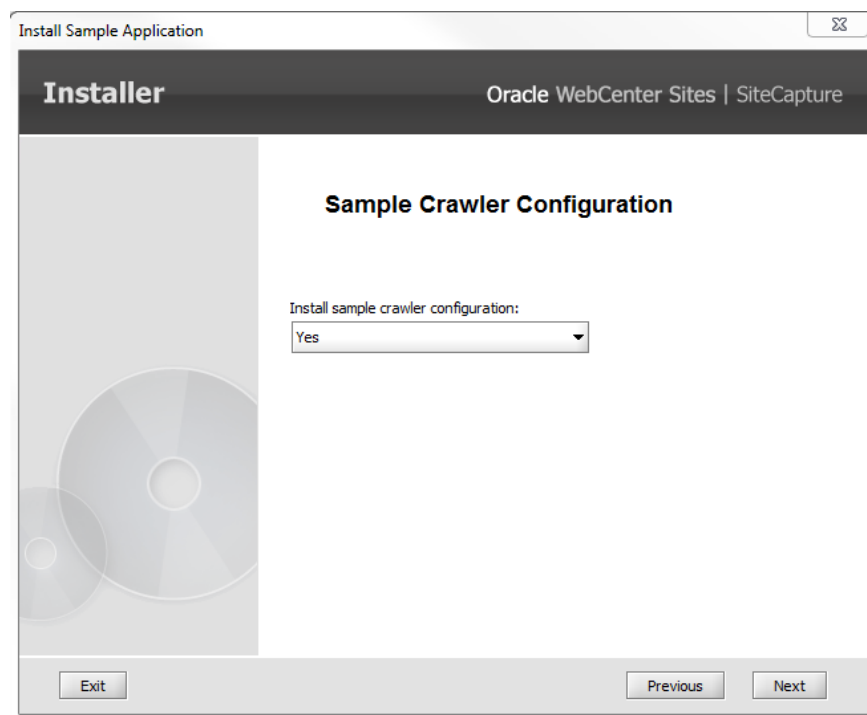 Install Sample Application
Installer
Oracle WebCenter Sites | SiteCapture
Sample Crawler Configuration
Install sample crawler configuration:
Yes
Exit
Previous
Next